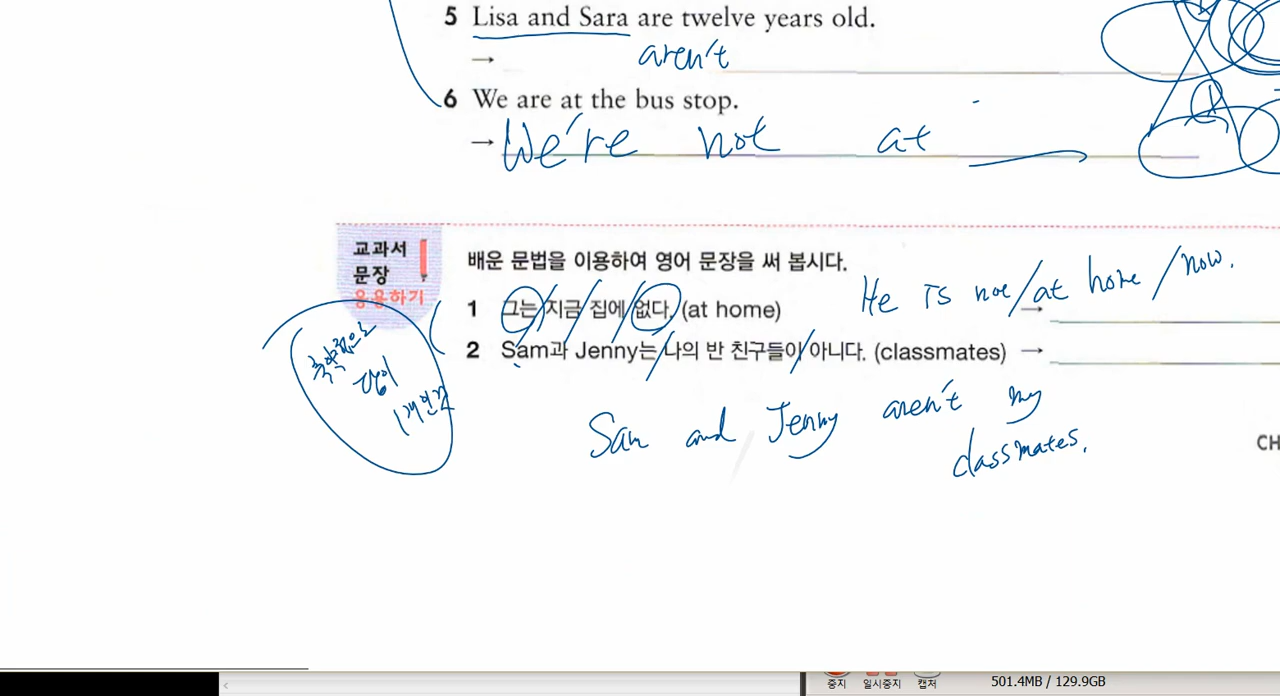 5 Lisa and Sara are twelve years old.
→ aren't
6 We are at the bus stop.
→ We're not at
교과서
문장
응용하기
배운 문법을 이용하여 영어 문장을 써 봅시다.
1 그는 지금 집에 없다. (at home) →
He is not / at home / now.
2 Sam과 Jenny는 나의 반 친구들이 아니다. (classmates) →
Sam and Jenny aren't my
classmates.
CH
중지 일시중지 캡처 501.4MB / 129.9GB